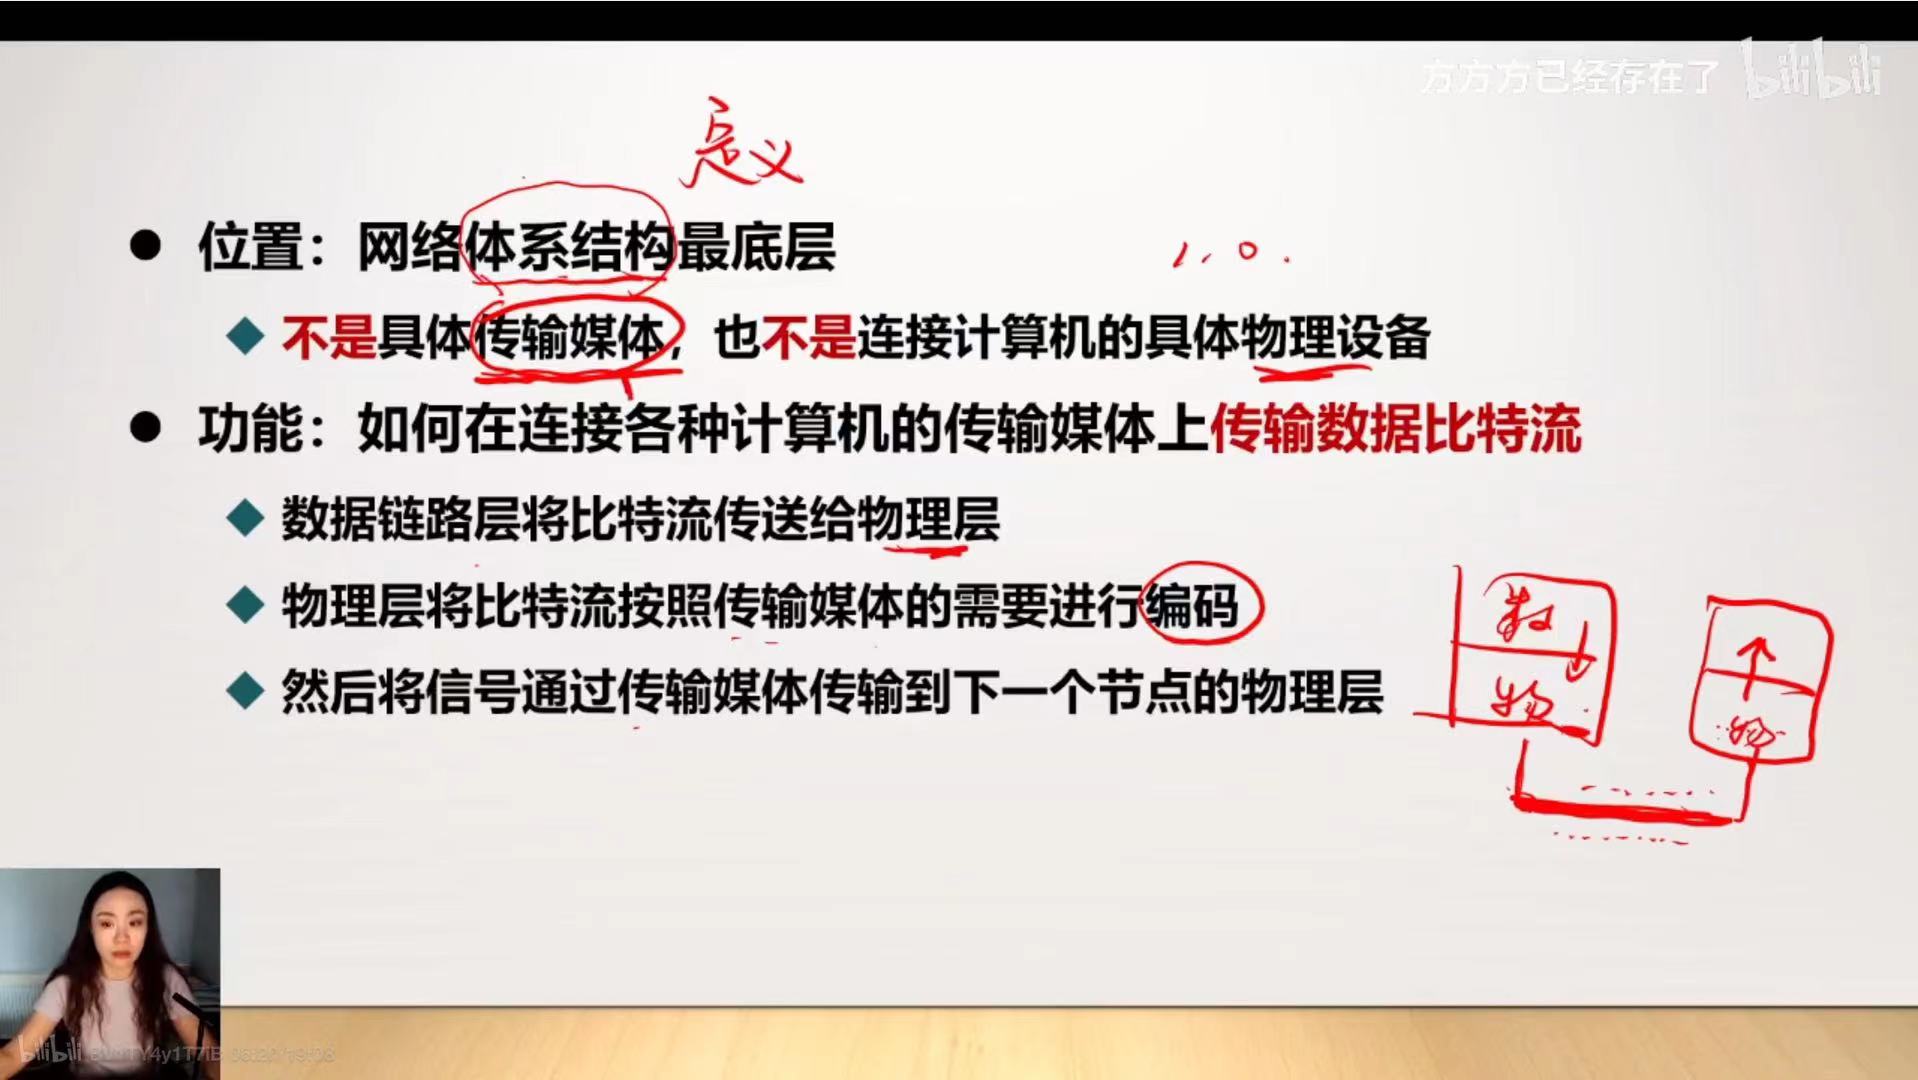 方方方已经存在了 bilibili
定义
● 位置：网络体系结构最底层
1. 0.
◆ 不是具体传输媒体，也不是连接计算机的具体物理设备
● 功能：如何在连接各种计算机的传输媒体上传输数据比特流
◆ 数据链路层将比特流传送给物理层
◆ 物理层将比特流按照传输媒体的需要进行编码
数
◆ 然后将信号通过传输媒体传输到下一个节点的物理层
物
物
bilibili